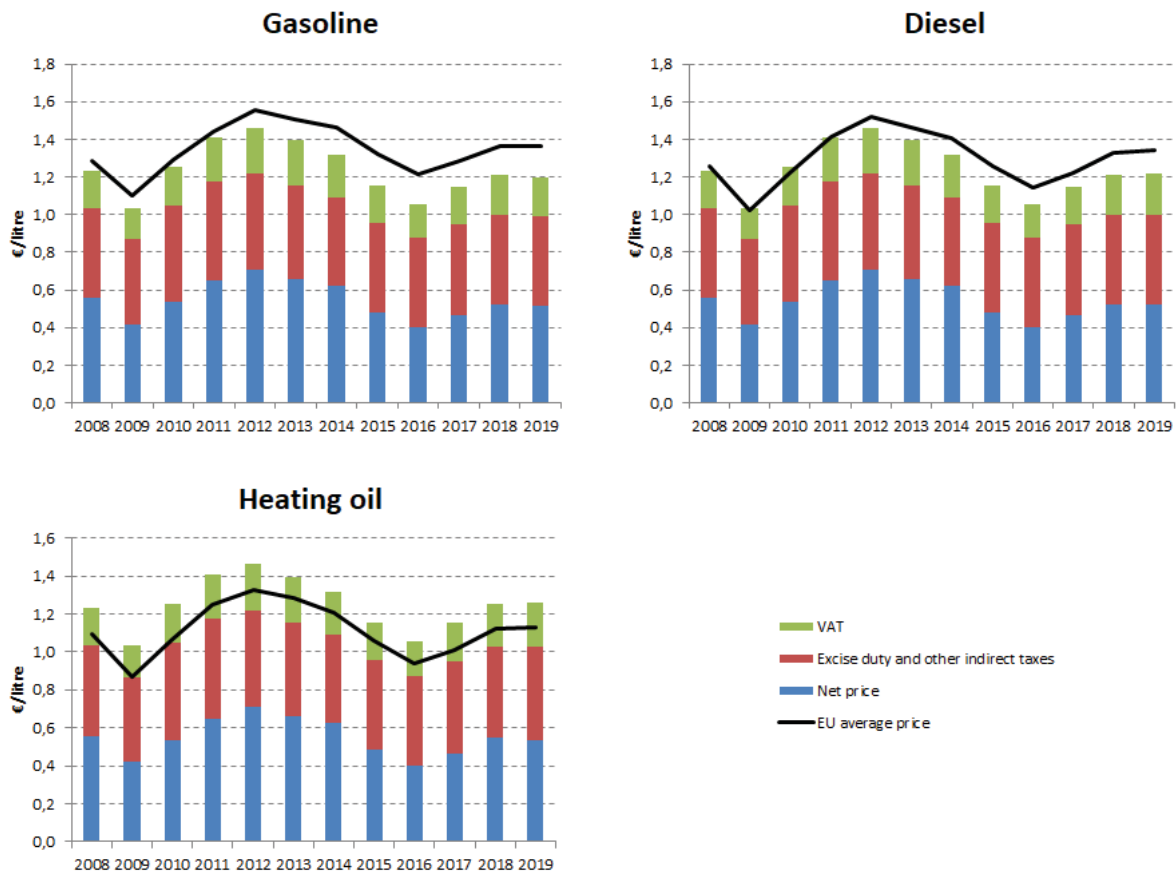 Gasoline
€/litre
1,8
1,6
1,4
1,2
1,0
0,8
0,6
0,4
0,2
0,0
2008 2009 2010 2011 2012 2013 2014 2015 2016 2017 2018 2019
Diesel
€/litre
1,8
1,6
1,4
1,2
1,0
0,8
0,6
0,4
0,2
0,0
2008 2009 2010 2011 2012 2013 2014 2015 2016 2017 2018 2019
Heating oil
€/litre
1,6
1,4
1,2
1,0
0,8
0,6
0,4
0,2
0,0
2008 2009 2010 2011 2012 2013 2014 2015 2016 2017 2018 2019
VAT
Excise duty and other indirect taxes
Net price
EU average price